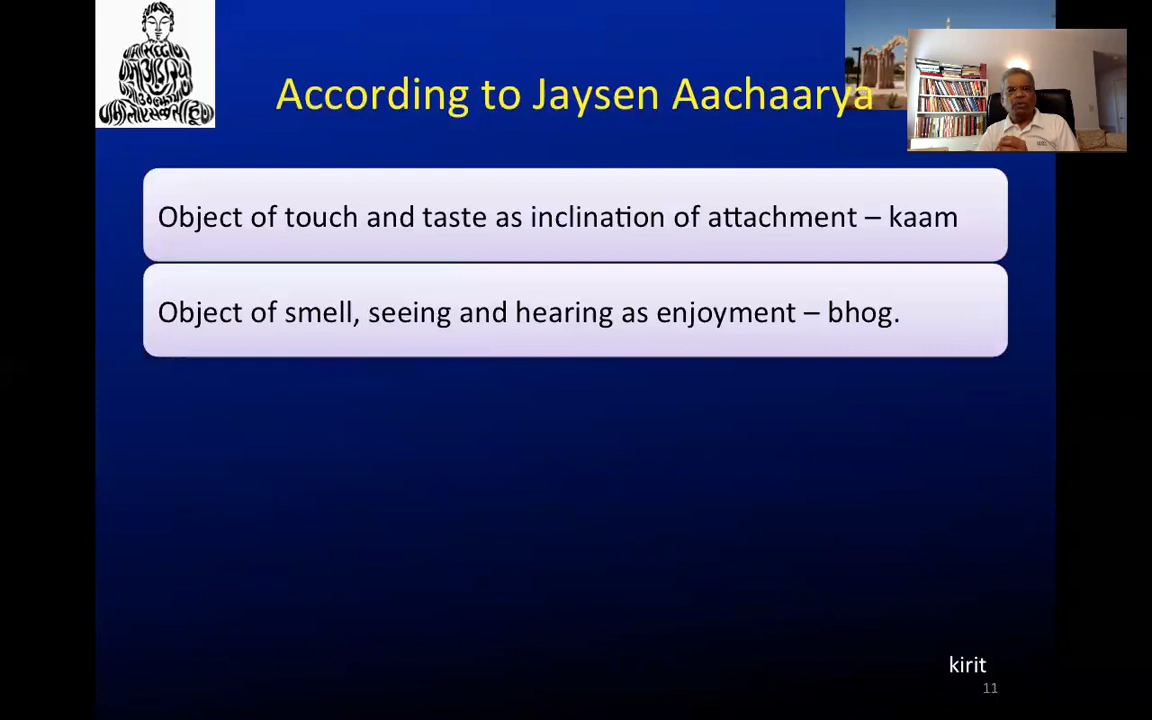 According to Jaysen Aachaarya
Object of touch and taste as inclination of attachment – kaam
Object of smell, seeing and hearing as enjoyment – bhog.
kirit
11